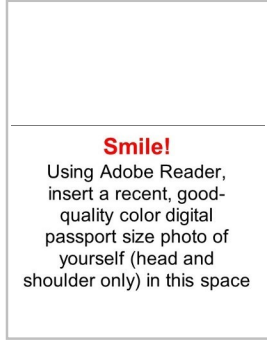 Smile!
Using Adobe Reader,
insert a recent, good-
quality color digital
passport size photo of
yourself (head and
shoulder only) in this space